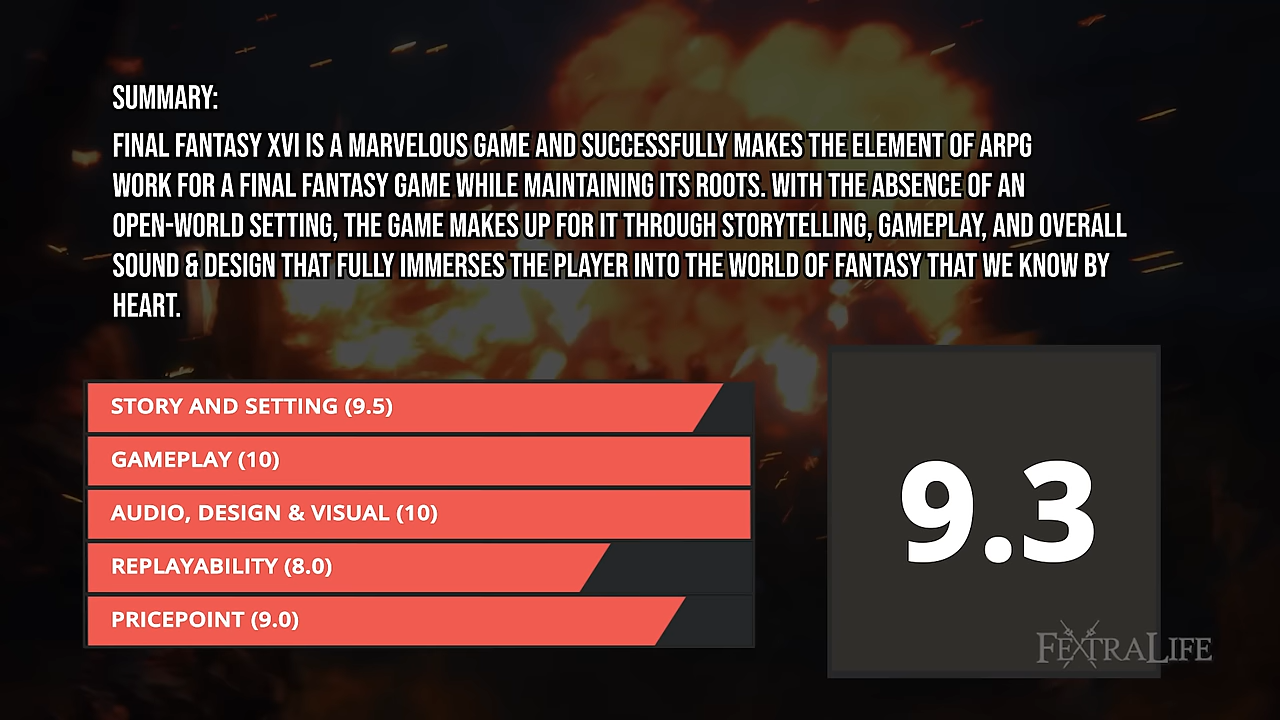 SUMMARY:
FINAL FANTASY XVI IS A MARVELOUS GAME AND SUCCESSFULLY MAKES THE ELEMENT OF ARPG
WORK FOR A FINAL FANTASY GAME WHILE MAINTAINING ITS ROOTS. WITH THE ABSENCE OF AN
OPEN-WORLD SETTING, THE GAME MAKES UP FOR IT THROUGH STORYTELLING, GAMEPLAY, AND OVERALL
SOUND & DESIGN THAT FULLY IMMERSES THE PLAYER INTO THE WORLD OF FANTASY THAT WE KNOW BY
HEART.
STORY AND SETTING (9.5)
GAMEPLAY (10)
AUDIO, DESIGN & VISUAL (10)
REPLAYABILITY (8.0)
PRICEPOINT (9.0)
9.3
FEXTRALIFE